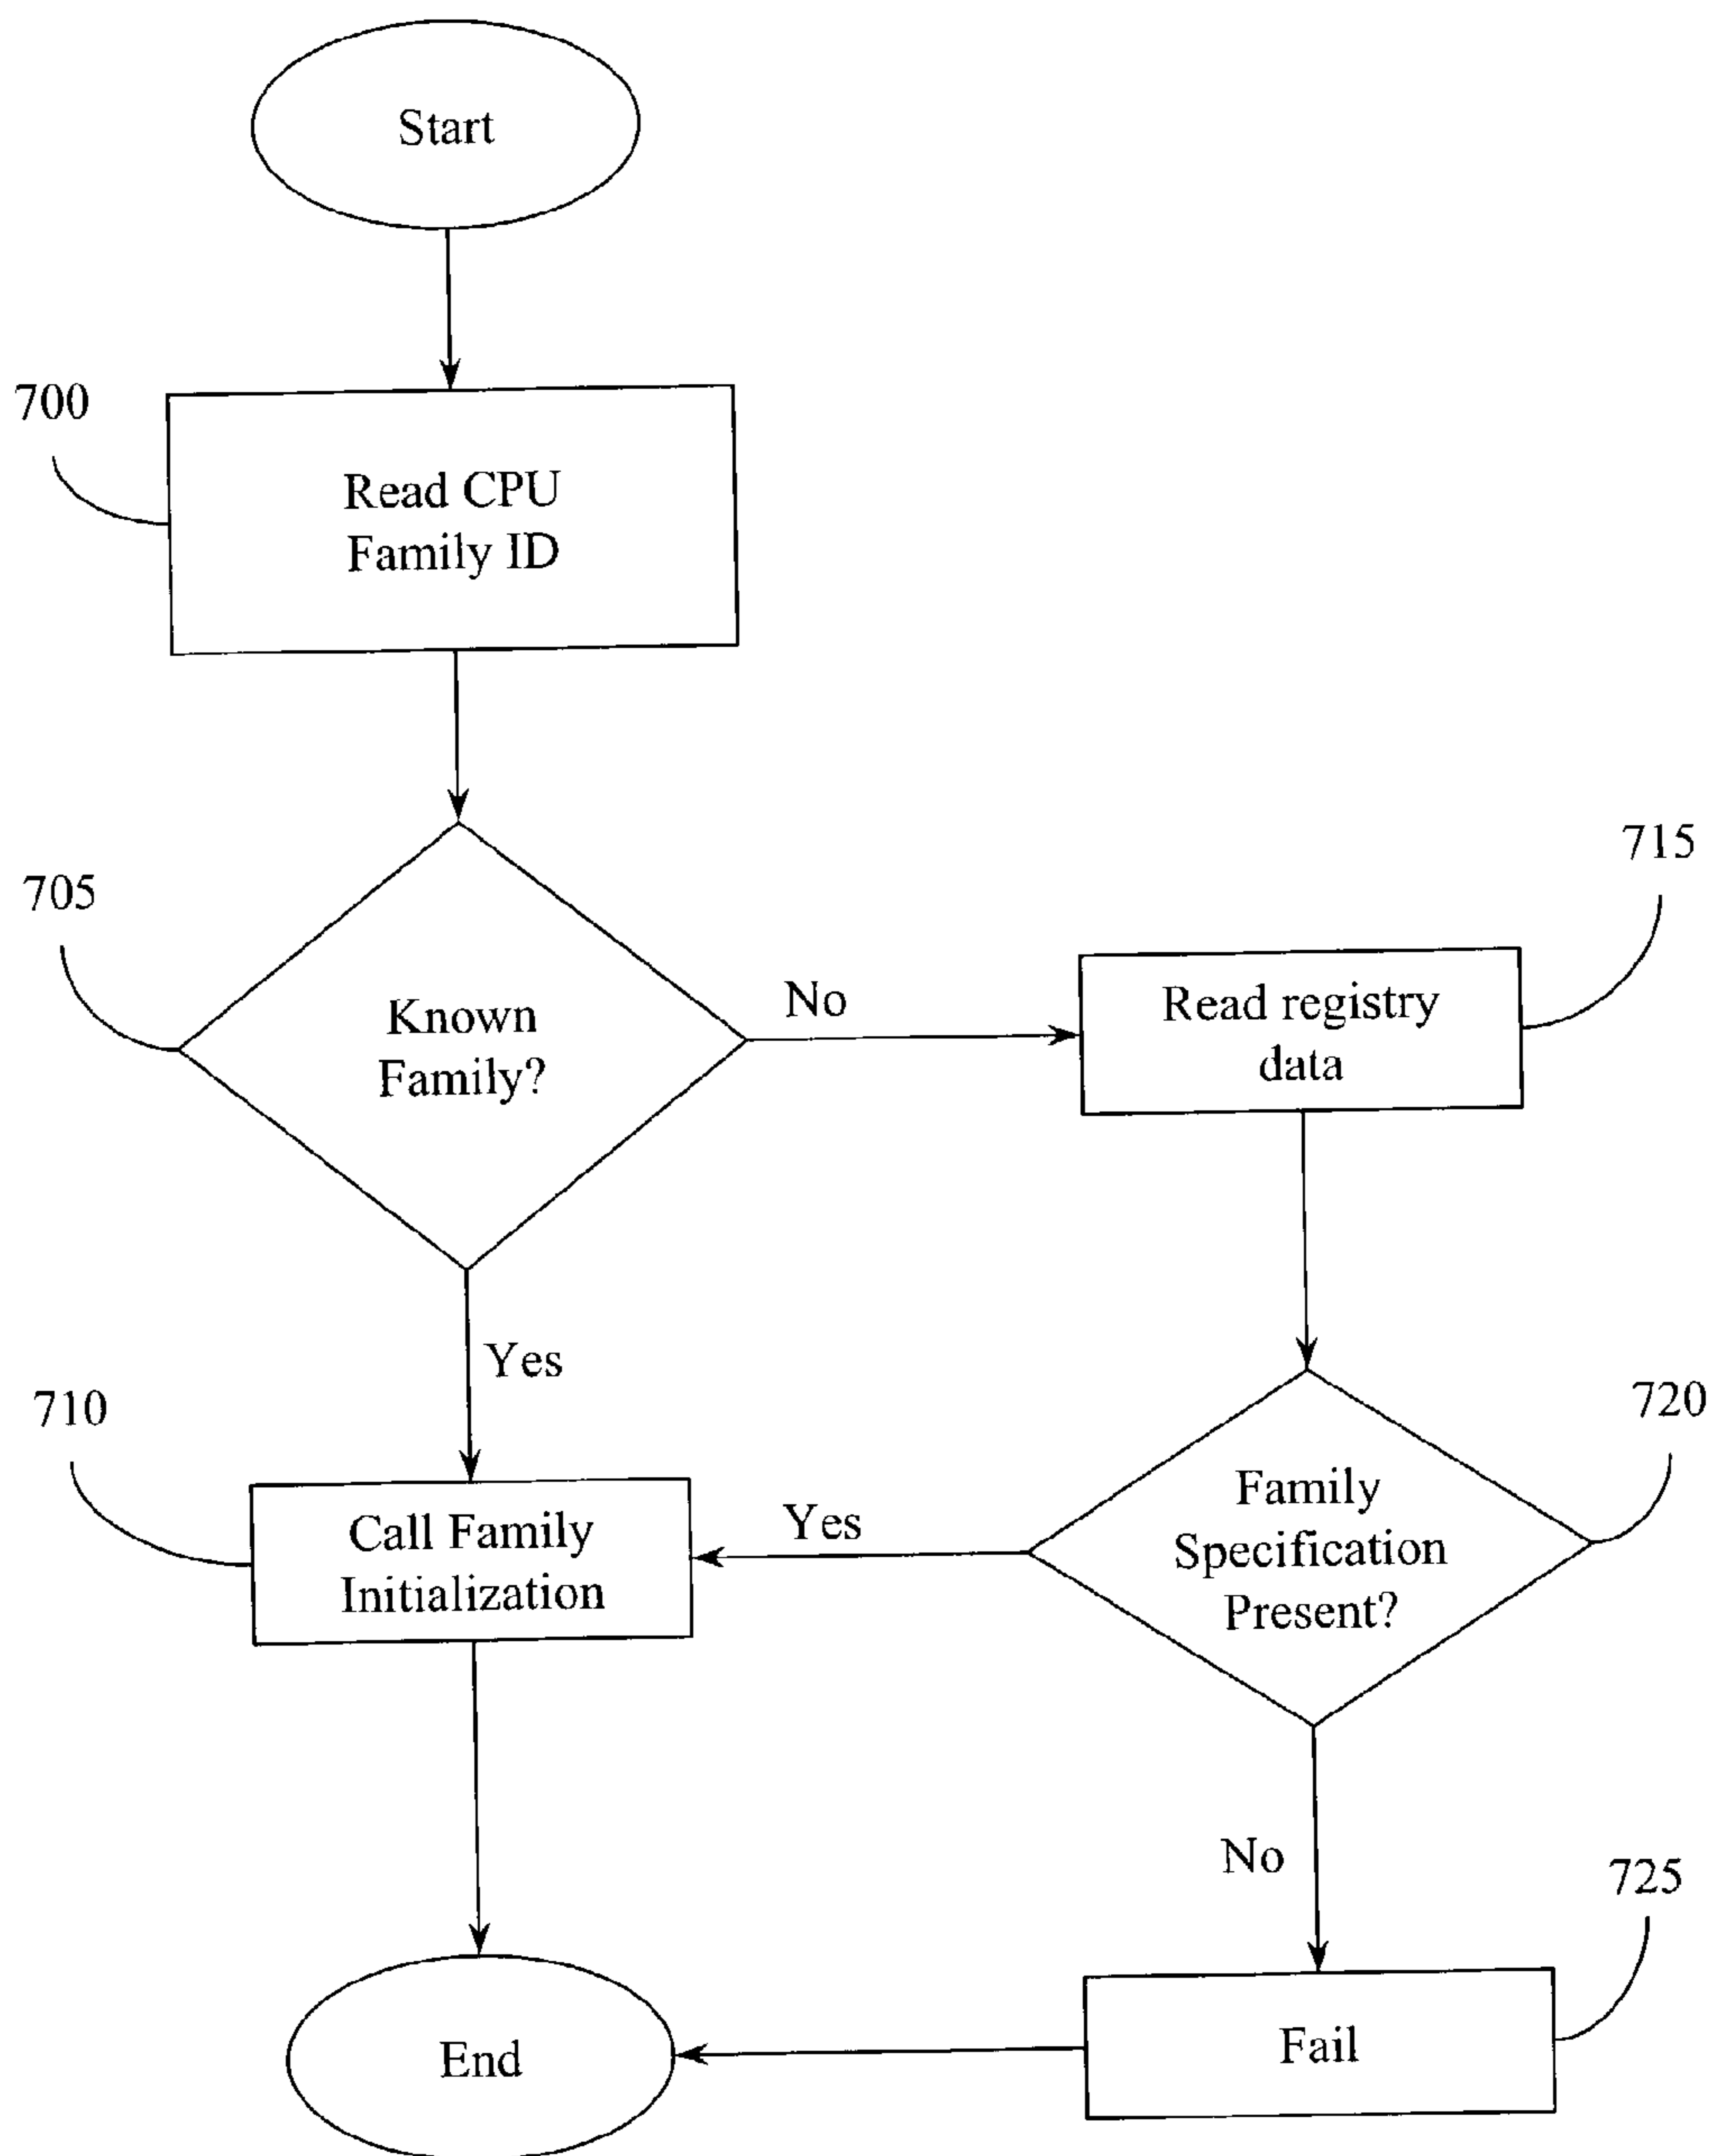 Start
700
Read CPU
Family ID
705
Known
Family?
No
715
Read registry
data
Yes
710
Call Family
Initialization
Yes
720
Family
Specification
Present?
No
725
Fail
End